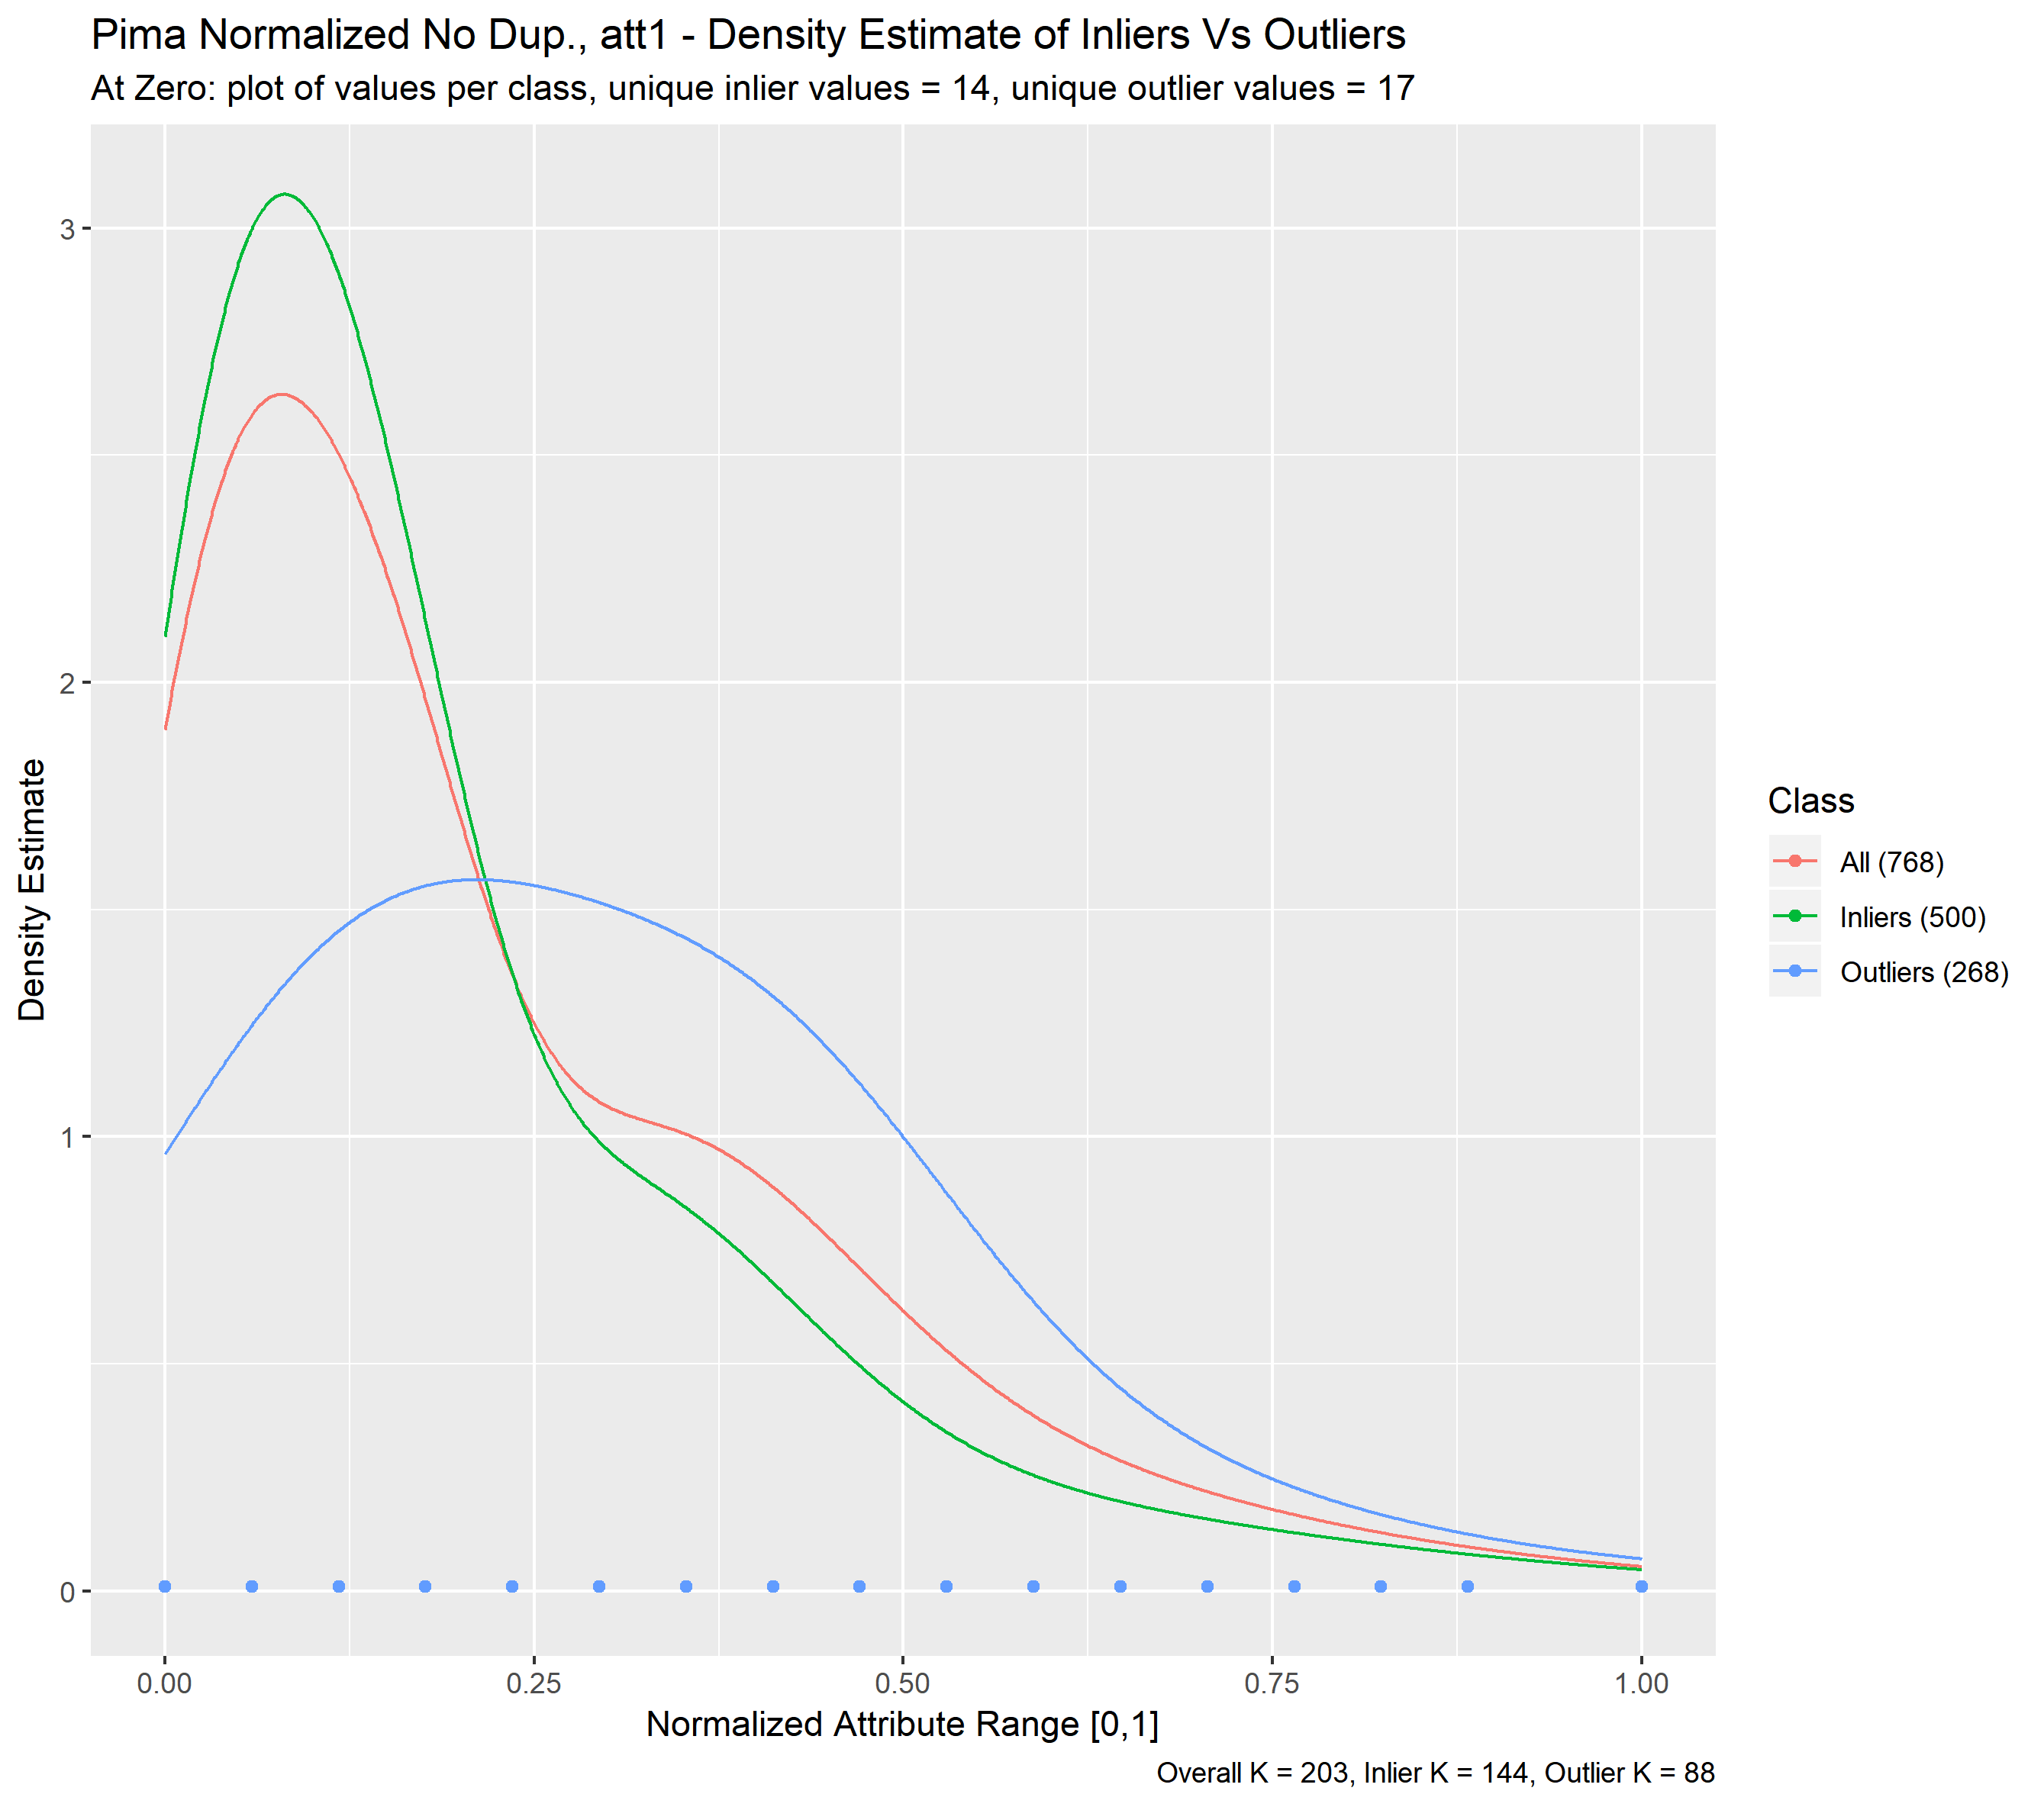 Pima Normalized No Dup., att1 - Density Estimate of Inliers Vs Outliers
At Zero: plot of values per class, unique inlier values = 14, unique outlier values = 17
3
2
1
0
Density Estimate
0.00 0.25 0.50 0.75 1.00
Normalized Attribute Range [0,1]
Overall K = 203, Inlier K = 144, Outlier K = 88
Class
All (768)
Inliers (500)
Outliers (268)